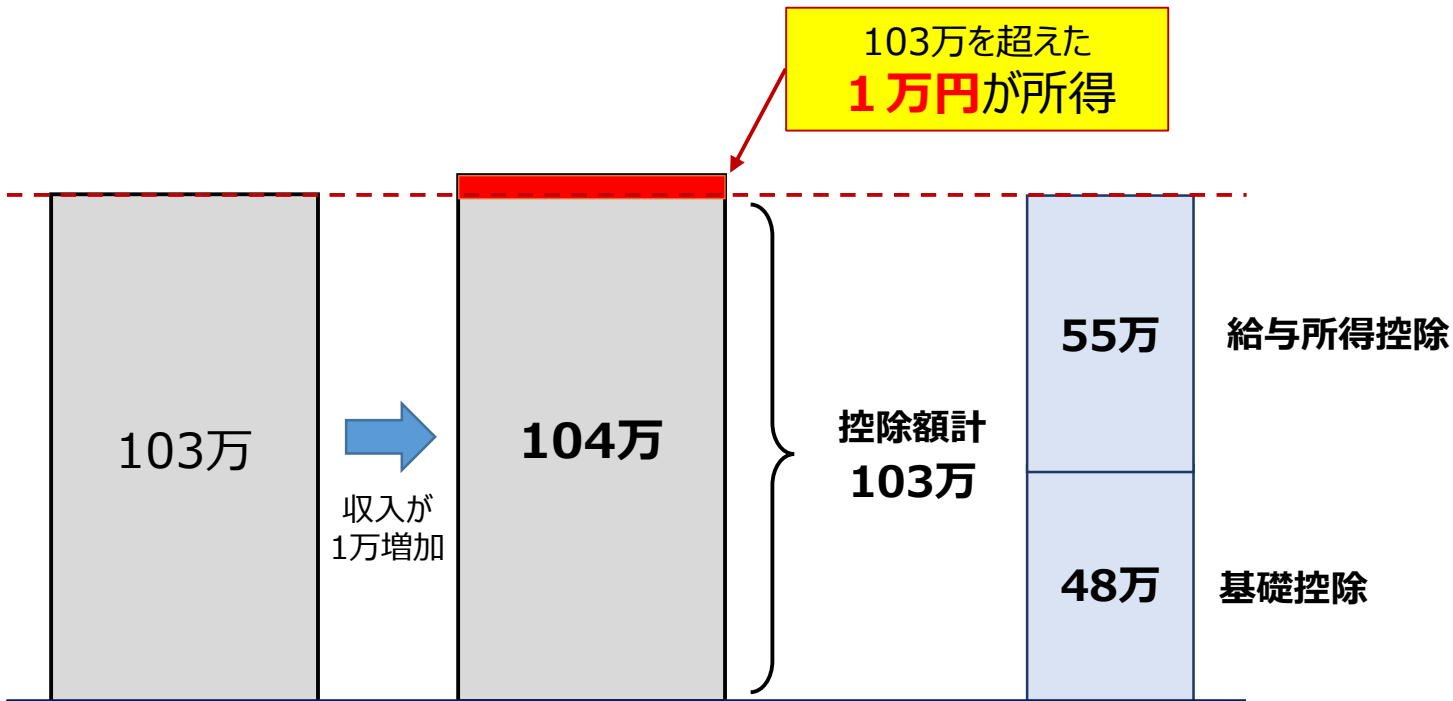 103万を超えた
１万円が所得
103万
収入が
1万増加
104万
控除額計
103万
55万
給与所得控除
48万
基礎控除